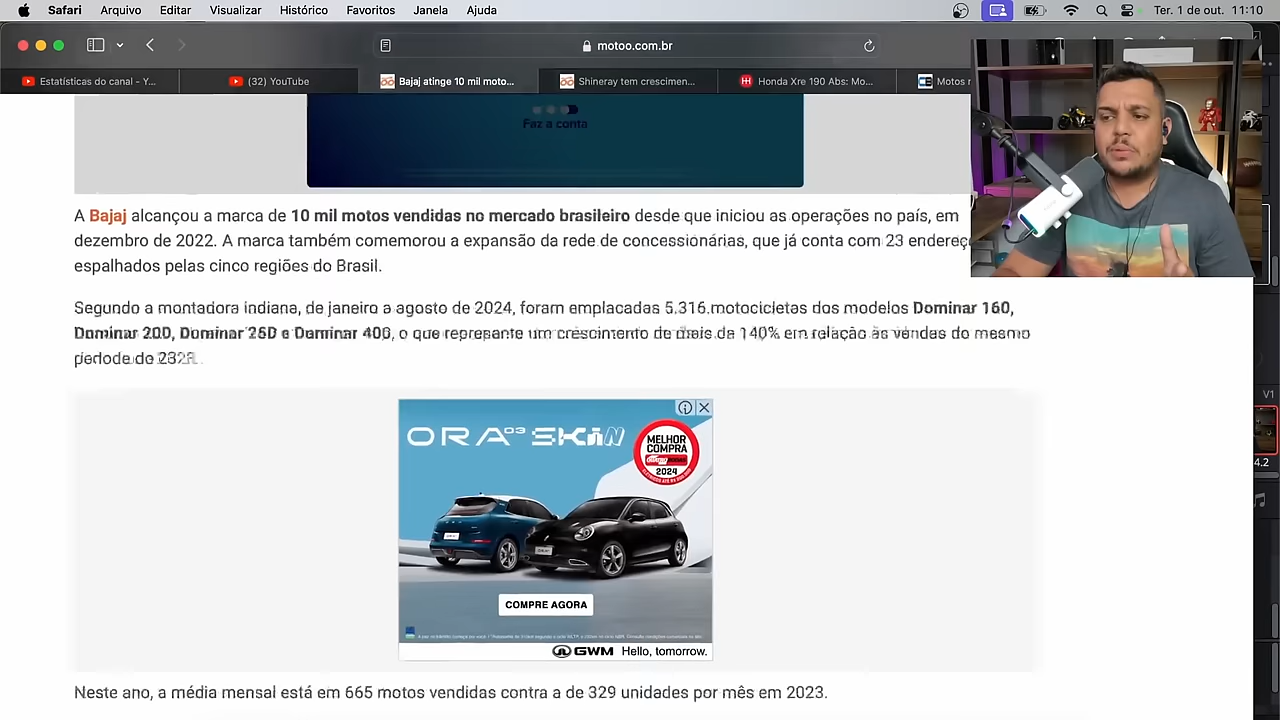 Safari Arquivo Editar Visualizar Histórico Favoritos Janela Ajuda Ter. 1 de out. 11:10
motoo.com.br
Estatísticas do canal - Y... (32) YouTube Bajaj atinge 10 mil moto... Shineray tem crescimen... Honda Xre 190 Abs: Mo... Motos
Faz a conta
A Bajaj alcançou a marca de 10 mil motos vendidas no mercado brasileiro desde que iniciou as operações no país, em
dezembro de 2022. A marca também comemorou a expansão da rede de concessionárias, que já conta com 23
espalhados pelas cinco regiões do Brasil.
Segundo a montadora indiana, de janeiro a agosto de 2024, foram emplacadas 5.316 motocicletas dos modelos Dominar 160,
Dominar 200, Dominar 250 e Dominar 400, o que representa um crescimento de mais de 140% em relação às vendas do mesmo
período de
ORA 03 SKiN
MELHOR
COMPRA
2024
COMPRE AGORA
GWM Hello, tomorrow.
Neste ano, a média mensal está em 665 motos vendidas contra a de 329 unidades por mês em 2023.
V1
4.2